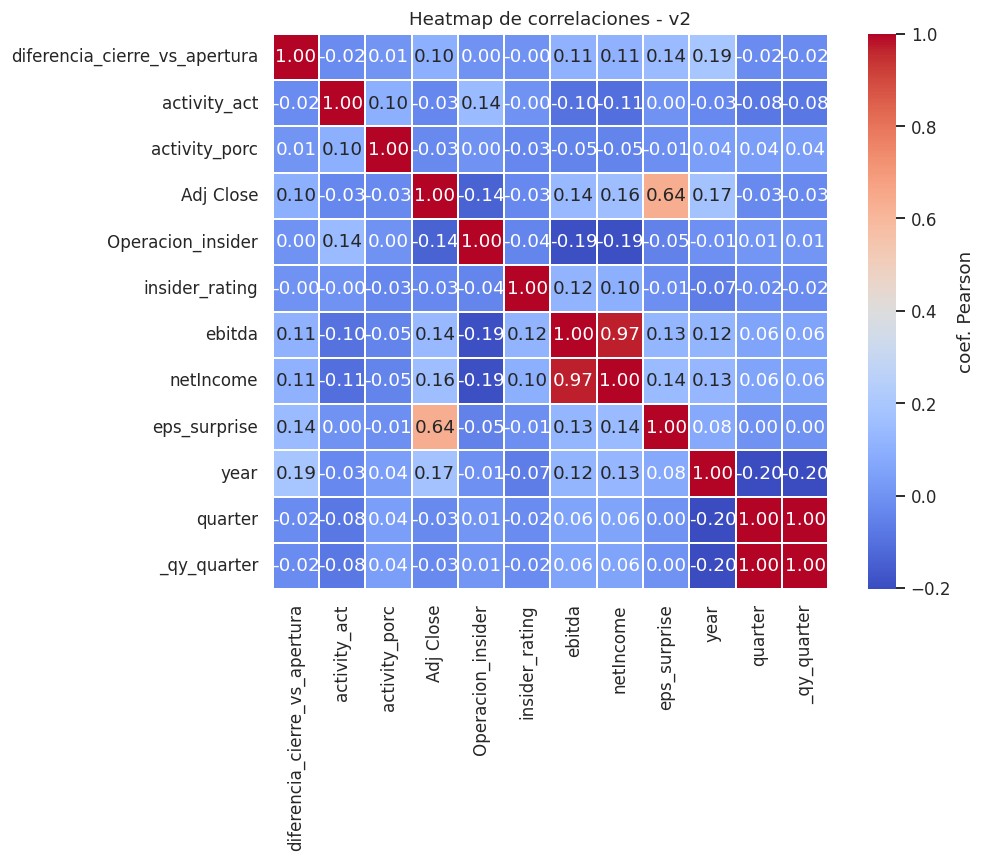 Heatmap de correlaciones - v2
diferencia_cierre_vs_apertura 1.00 -0.02 0.01 0.10 0.00 -0.00 0.11 0.11 0.14 0.19 -0.02 -0.02
activity_act -0.02 1.00 0.10 -0.03 0.14 -0.00 -0.10 -0.11 0.00 -0.03 -0.08 -0.08
activity_porc 0.01 0.10 1.00 -0.03 0.00 -0.03 -0.05 -0.05 -0.01 0.04 0.04 0.04
Adj Close 0.10 -0.03 -0.03 1.00 -0.14 -0.03 0.14 0.16 0.64 0.17 -0.03 -0.03
Operacion_insider 0.00 0.14 0.00 -0.14 1.00 -0.04 -0.19 -0.19 -0.05 -0.01 0.01 0.01
insider_rating -0.00 -0.00 -0.03 -0.03 -0.04 1.00 0.12 0.10 -0.01 -0.07 -0.02 -0.02
ebitda 0.11 -0.10 -0.05 0.14 -0.19 0.12 1.00 0.97 0.13 0.12 0.06 0.06
netIncome 0.11 -0.11 -0.05 0.16 -0.19 0.10 0.97 1.00 0.14 0.13 0.06 0.06
eps_surprise 0.14 0.00 -0.01 0.64 -0.05 -0.01 0.13 0.14 1.00 0.08 0.00 0.00
year 0.19 -0.03 0.04 0.17 -0.01 -0.07 0.12 0.13 0.08 1.00 -0.20 -0.20
quarter -0.02 -0.08 0.04 -0.03 0.01 -0.02 0.06 0.06 0.00 -0.20 1.00 1.00
_qy_quarter -0.02 -0.08 0.04 -0.03 0.01 -0.02 0.06 0.06 0.00 -0.20 1.00 1.00
diferencia_cierre_vs_apertura
activity_act
activity_porc
Adj Close
Operacion_insider
insider_rating
ebitda
netIncome
eps_surprise
year
quarter
_qy_quarter
1.0
0.8
0.6
0.4
0.2
0.0
−0.2
coef. Pearson